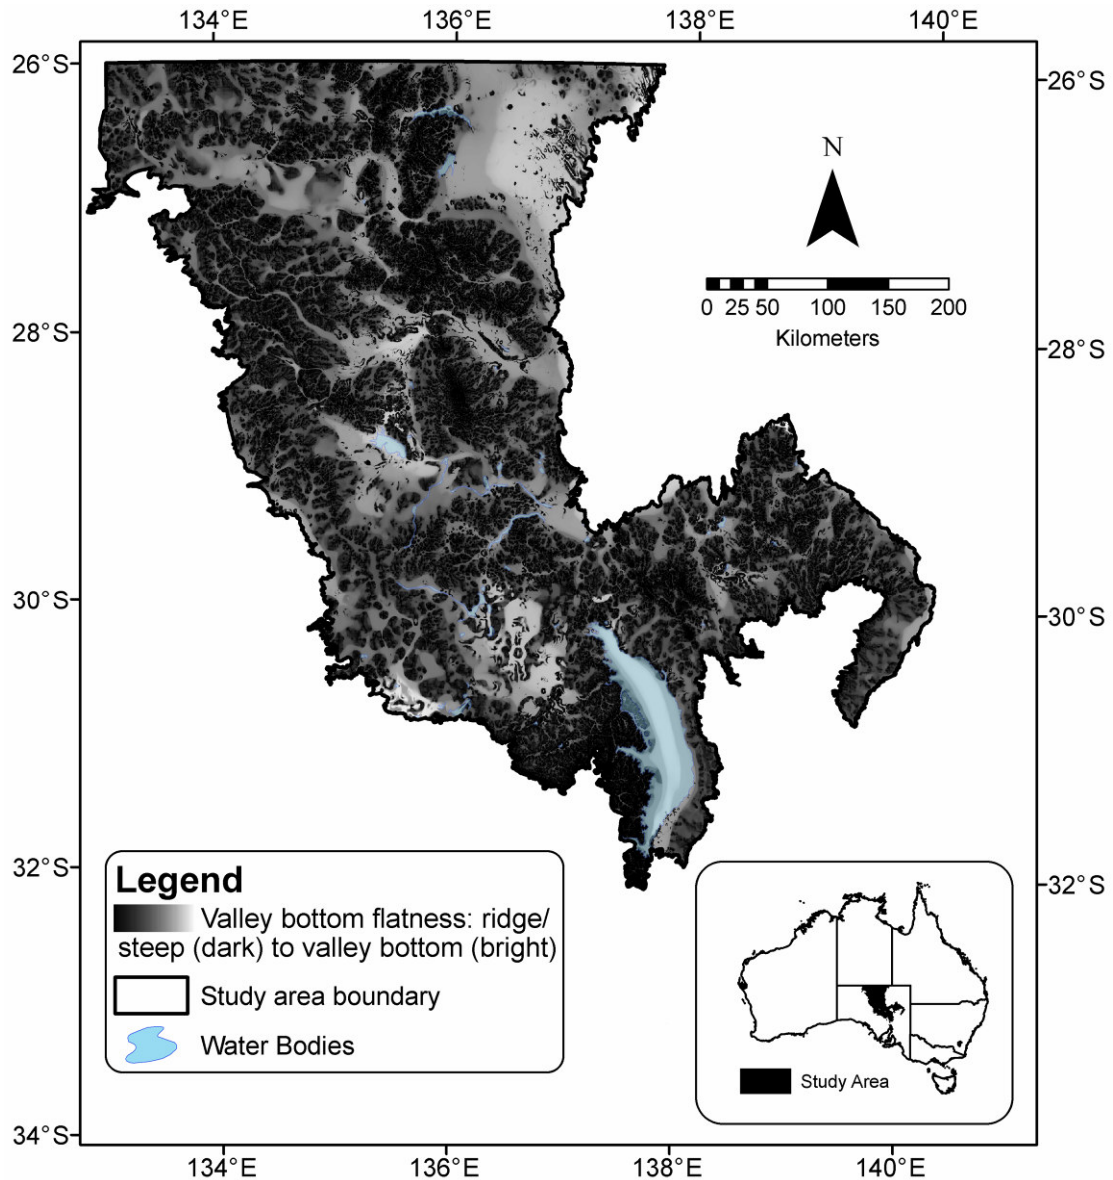 134°E 136°E 138°E 140°E
26°S 26°S
N
0 25 50 100 150 200
Kilometers
28°S 28°S
30°S 30°S
32°S 32°S
Legend
Valley bottom flatness: ridge/
steep (dark) to valley bottom (bright)
Study area boundary
Water Bodies
Study Area
34°S
134°E 136°E 138°E 140°E